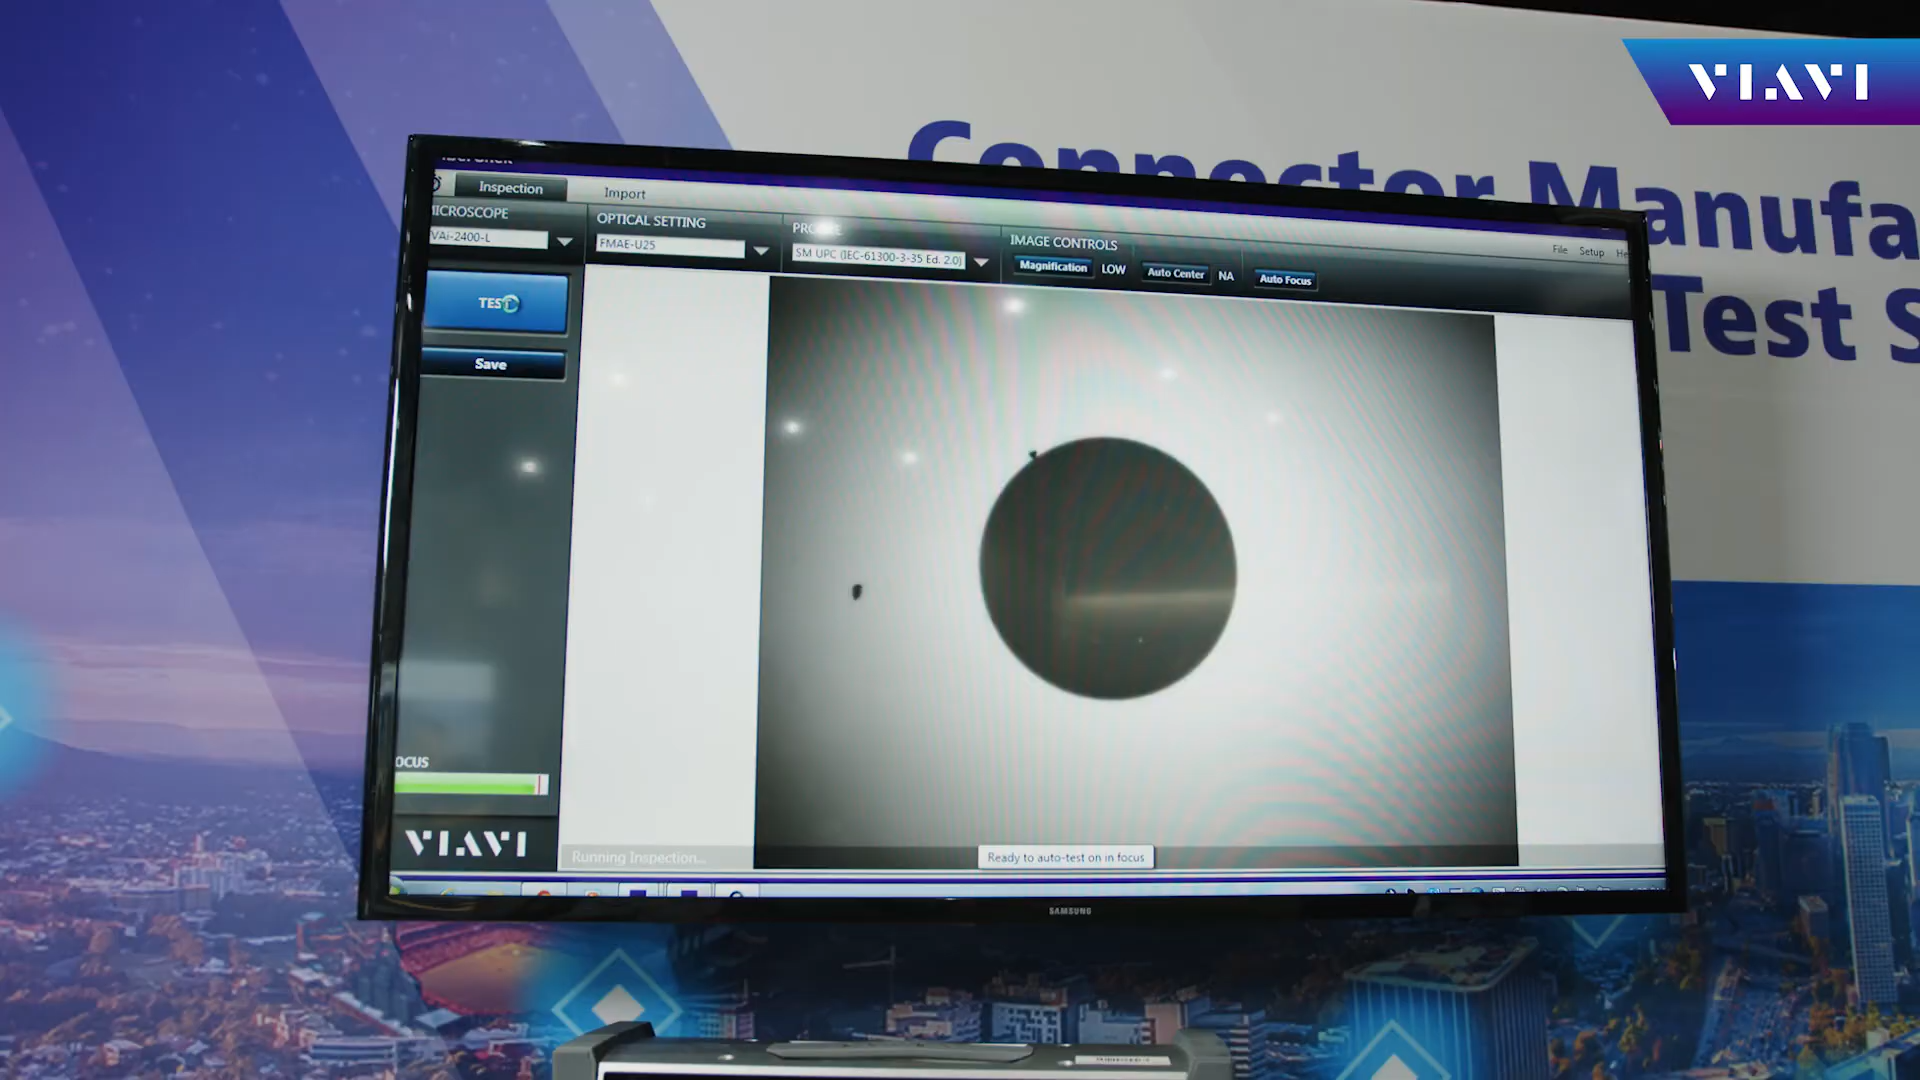 VIAVI
Connector Manufa
Test S
Inspection
Import
File Setup He
ICROSCOPE
VAi-2400-L
OPTICAL SETTING
FMAE-U25
SM UPC (IEC-61300-3-35 Ed. 2.0)
IMAGE CONTROLS
Magnification LOW Auto Center NA Auto Focus
TEST
Save
OCUS
VIAVI
Running Inspection...
Ready to auto-test on in focus
SAMSUNG